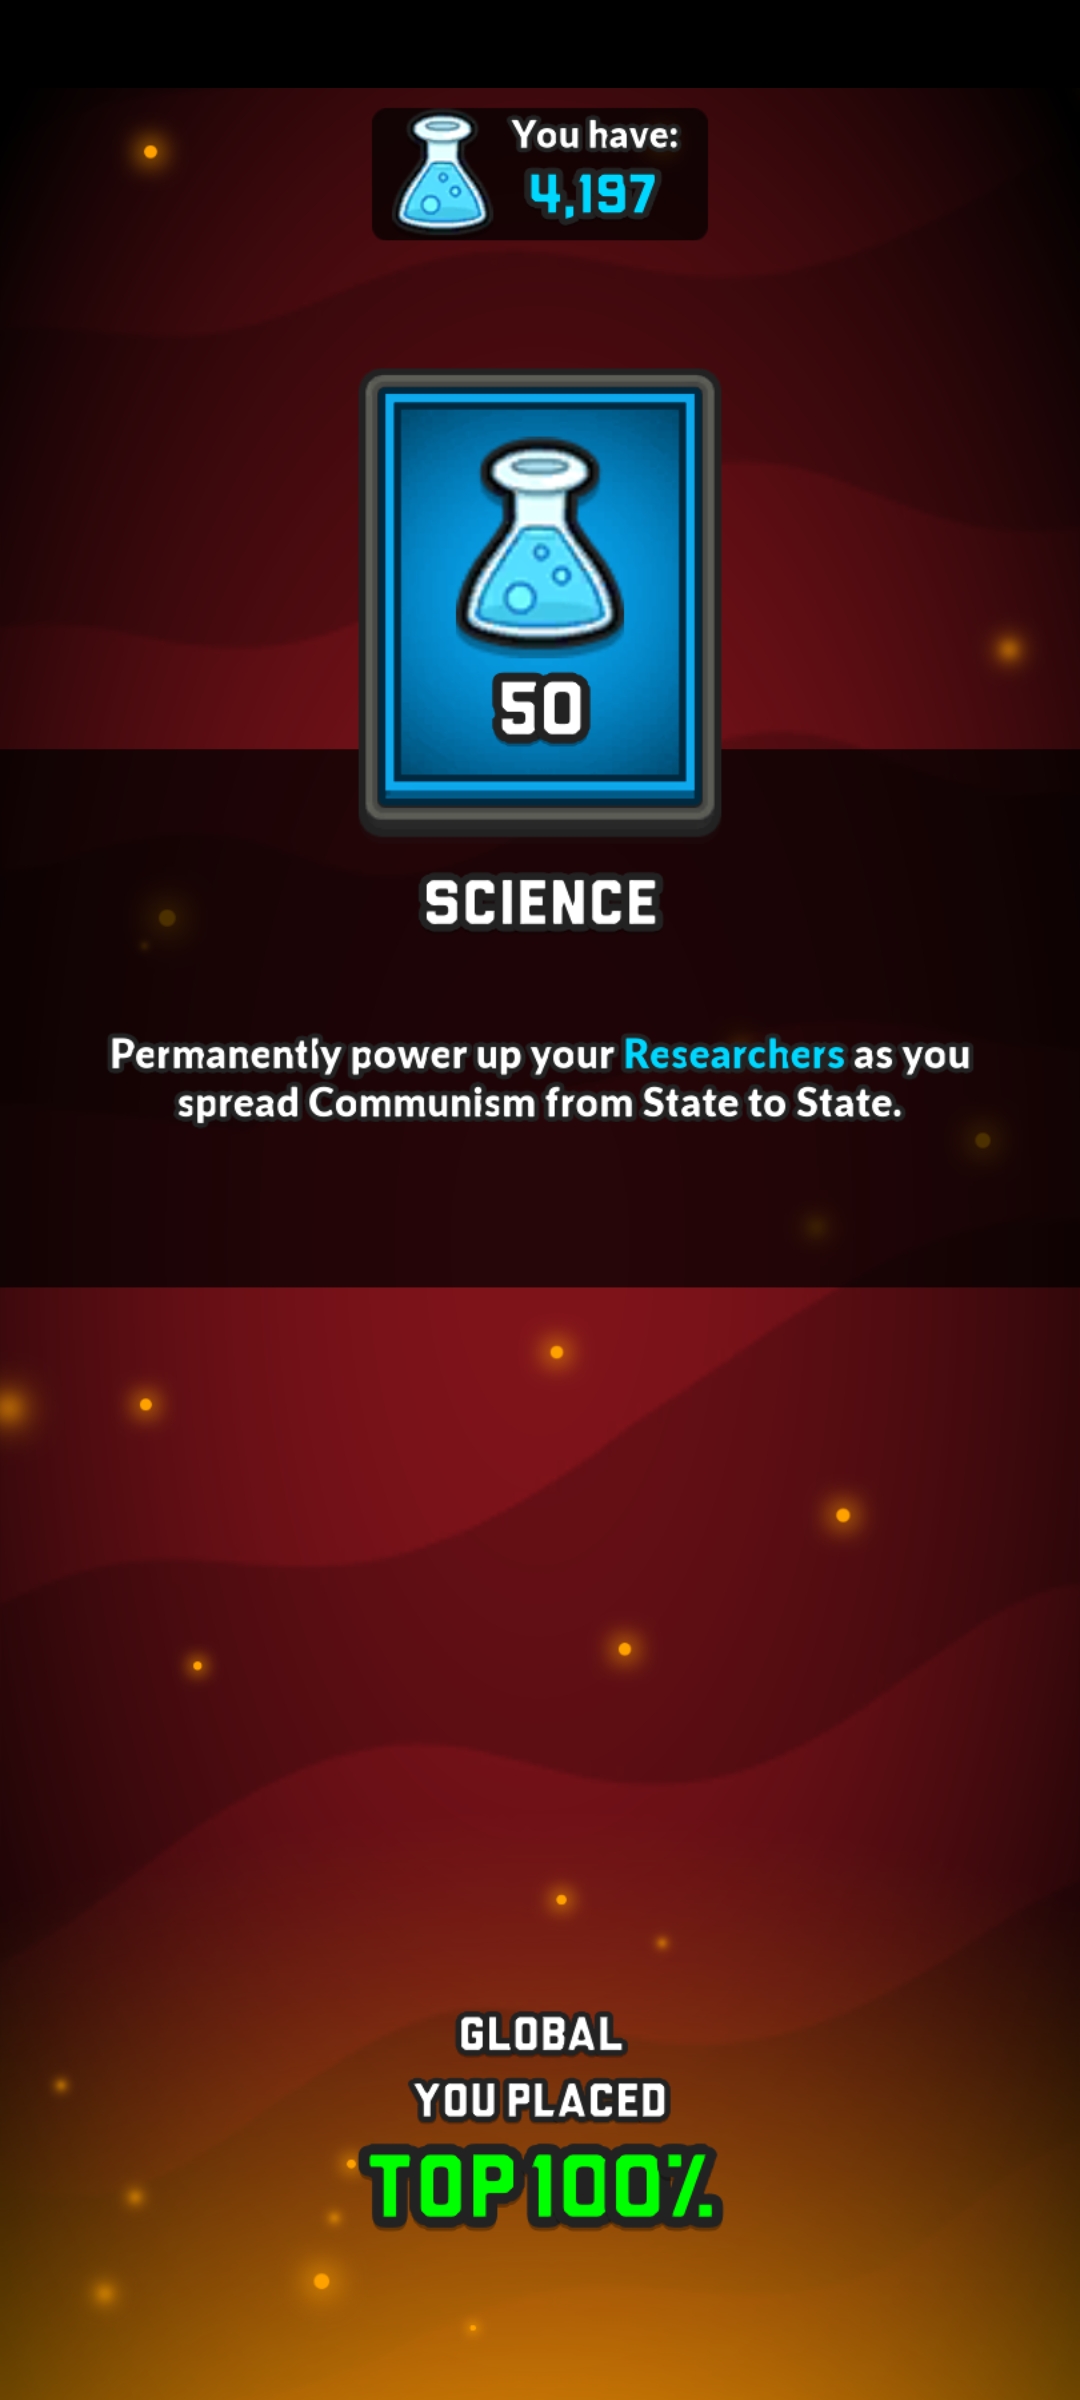 You have:
4,197
50
SCIENCE
Permanently power up your Researchers as you
spread Communism from State to State.
GLOBAL
YOU PLACED
TOP 100%